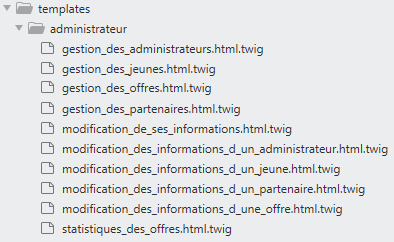 templates
administrateur
gestion_des_administrateurs.html.twig
gestion_des_jeunes.html.twig
gestion_des_offres.html.twig
gestion_des_partenaires.html.twig
modification_de_ses_informations.html.twig
modification_des_informations_d_un_administrateur.html.twig
modification_des_informations_d_un_jeune.html.twig
modification_des_informations_d_un_partenaire.html.twig
modification_des_informations_d_une_offre.html.twig
statistiques_des_offres.html.twig